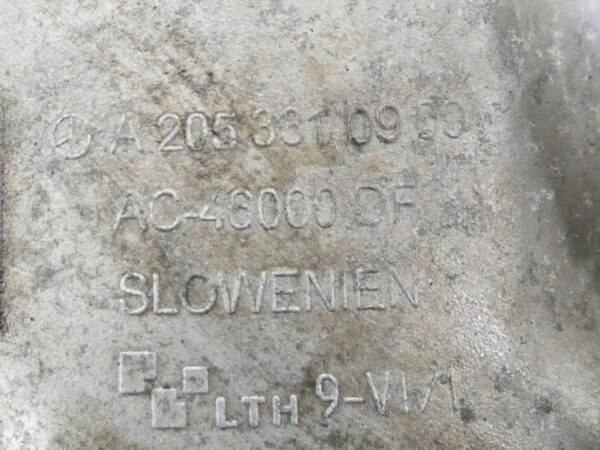 A 205 331 09 00
AC-46000 DF
SLOWENIEN
LTH 9-VI/1